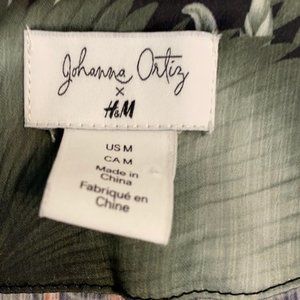 Johanna Ortiz
x
H&M
US M
CA M
Made in
China
Fabriqué en
Chine